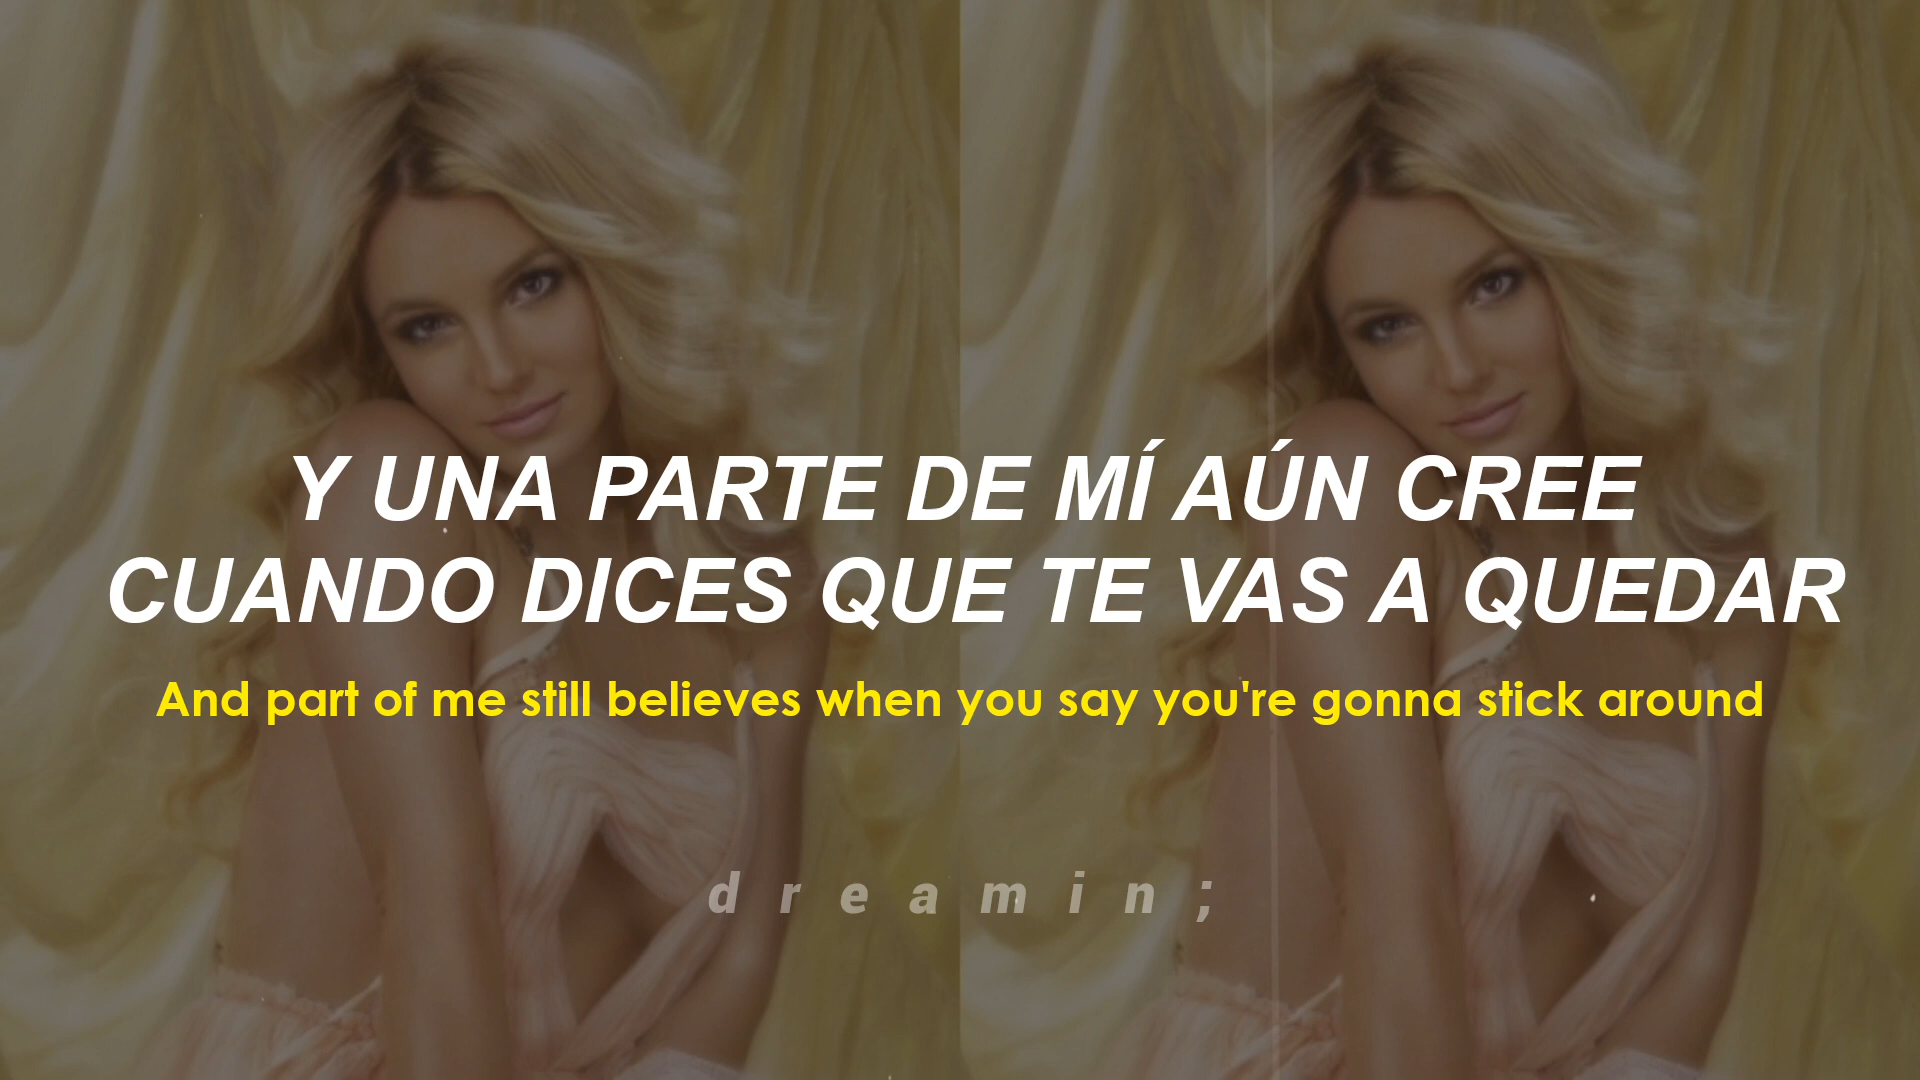 Y UNA PARTE DE MÍ AÚN CREE
CUANDO DICES QUE TE VAS A QUEDAR
And part of me still believes when you say you're gonna stick around
dreamin;